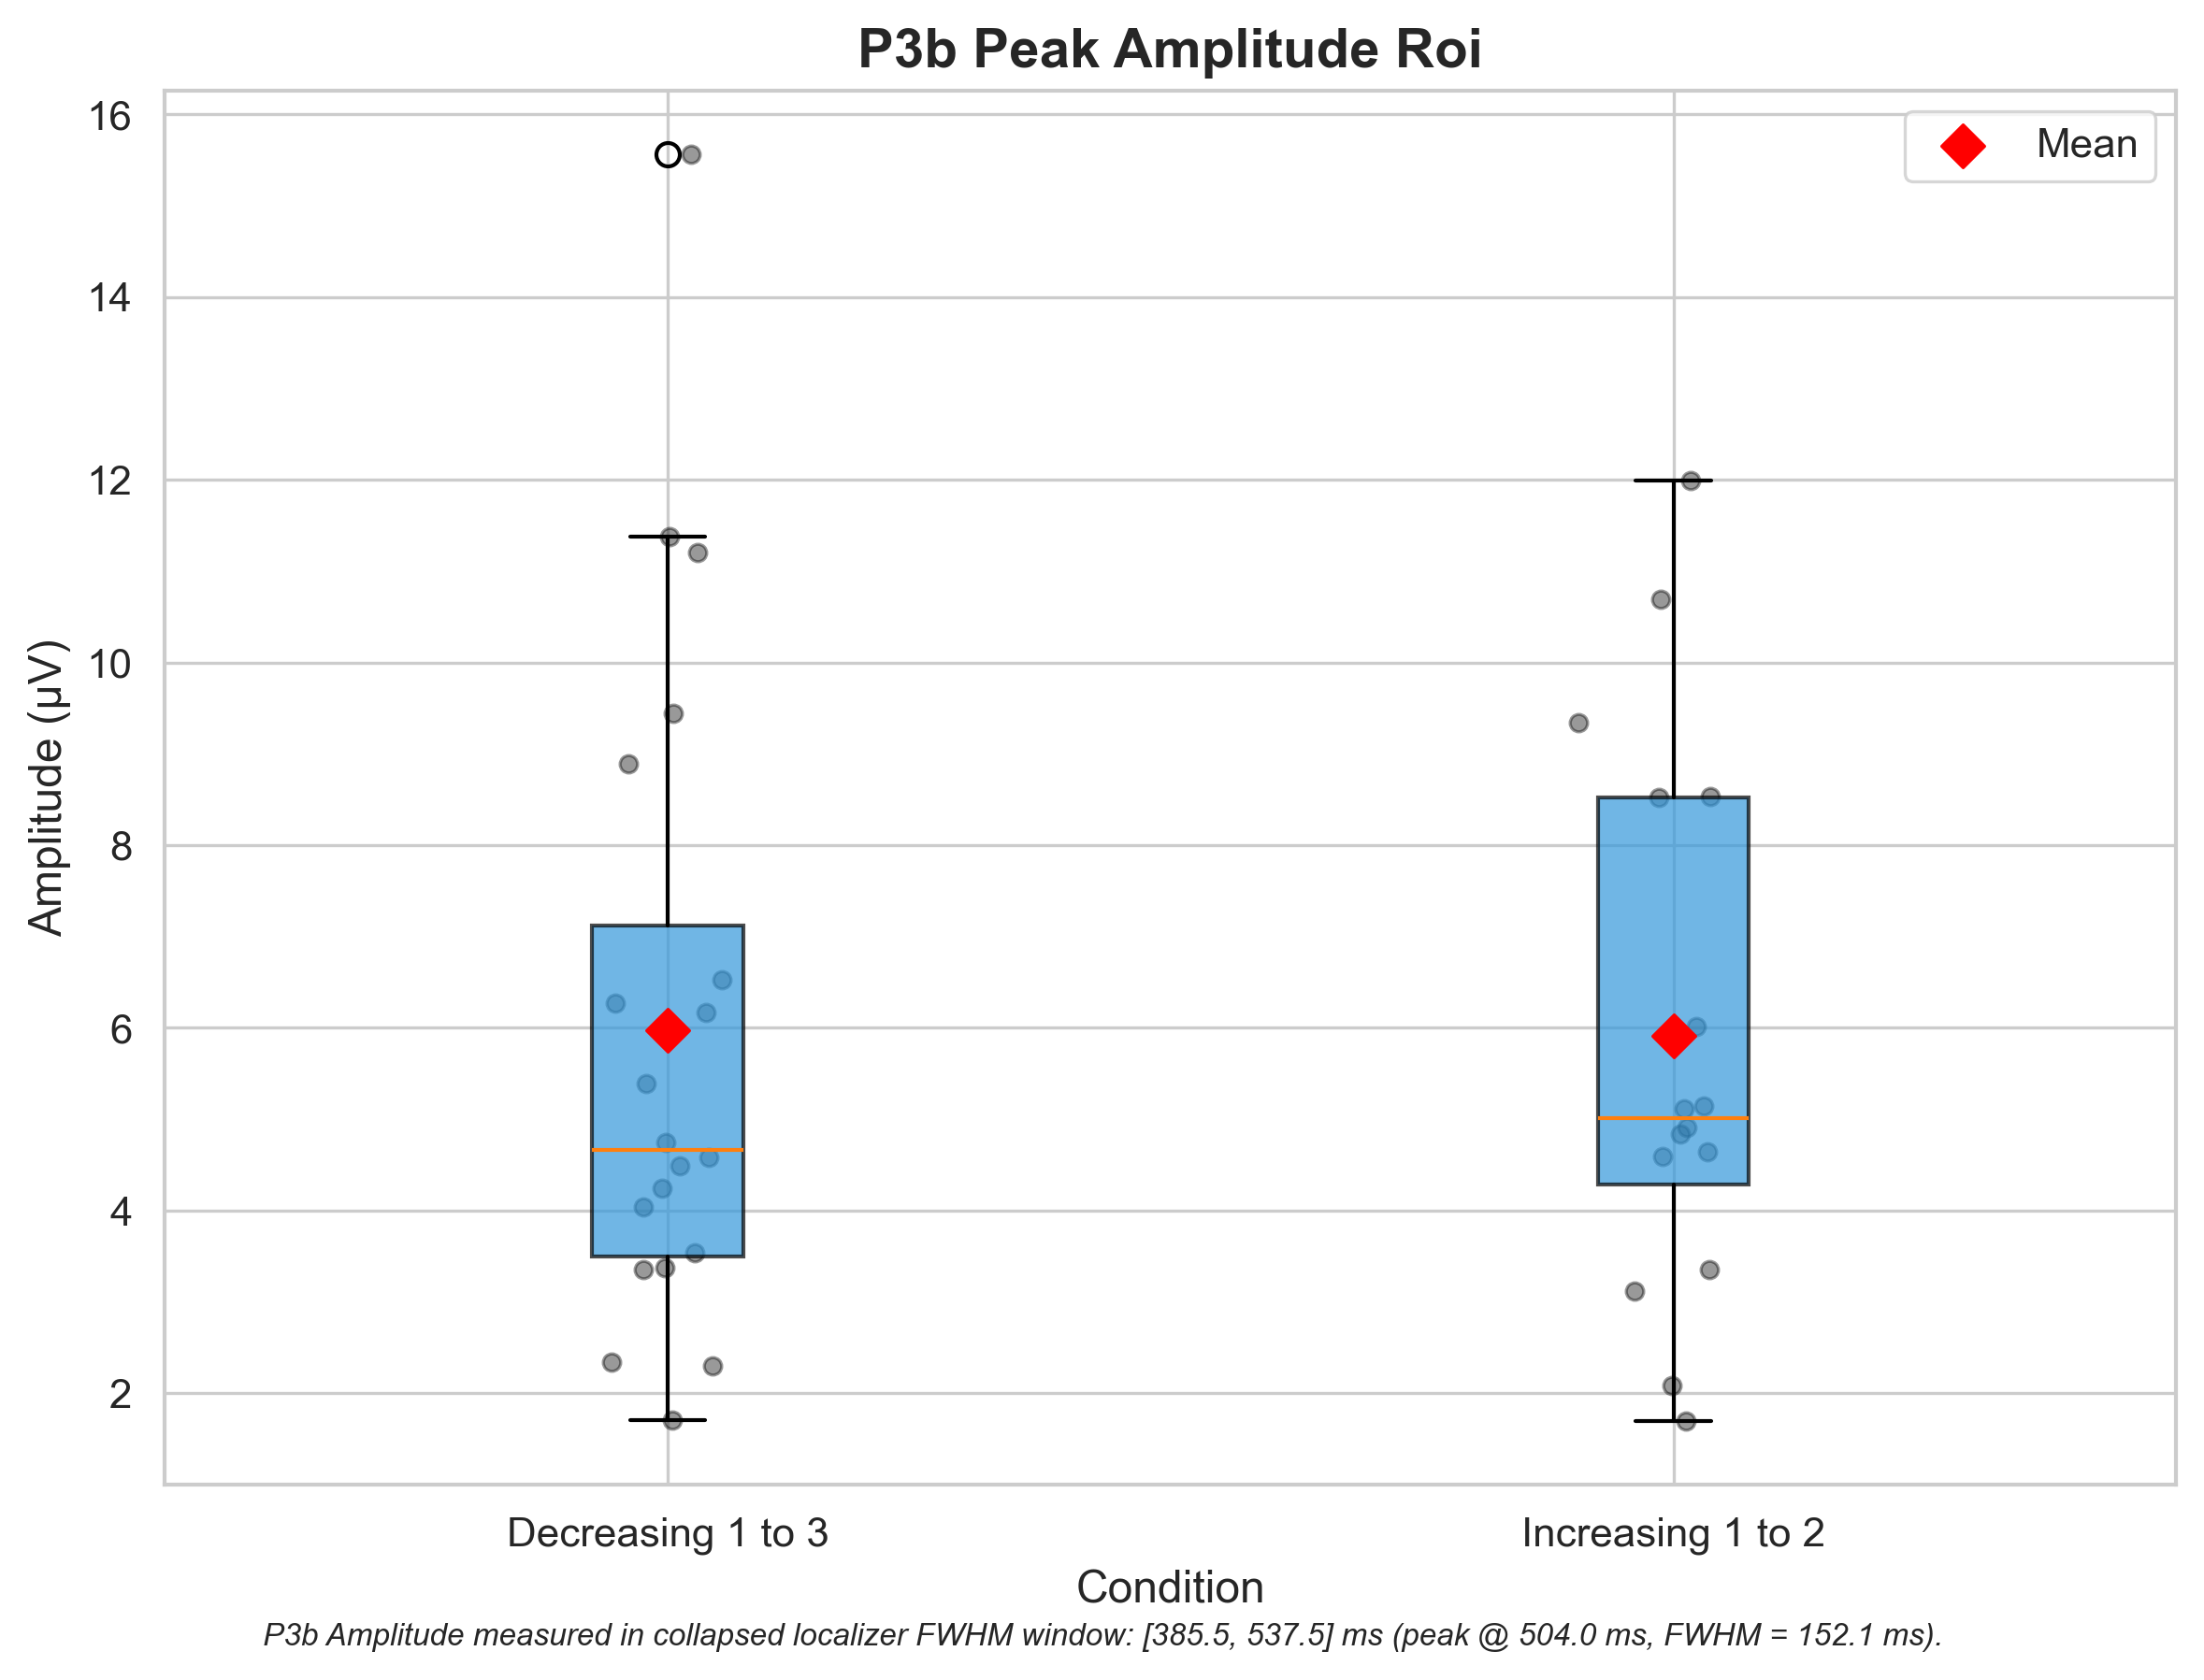 P3b Peak Amplitude Roi
Mean
Amplitude (µV)
16
14
12
10
8
6
4
2
Decreasing 1 to 3
Increasing 1 to 2
Condition
P3b Amplitude measured in collapsed localizer FWHM window: [385.5, 537.5] ms (peak @ 504.0 ms, FWHM = 152.1 ms).